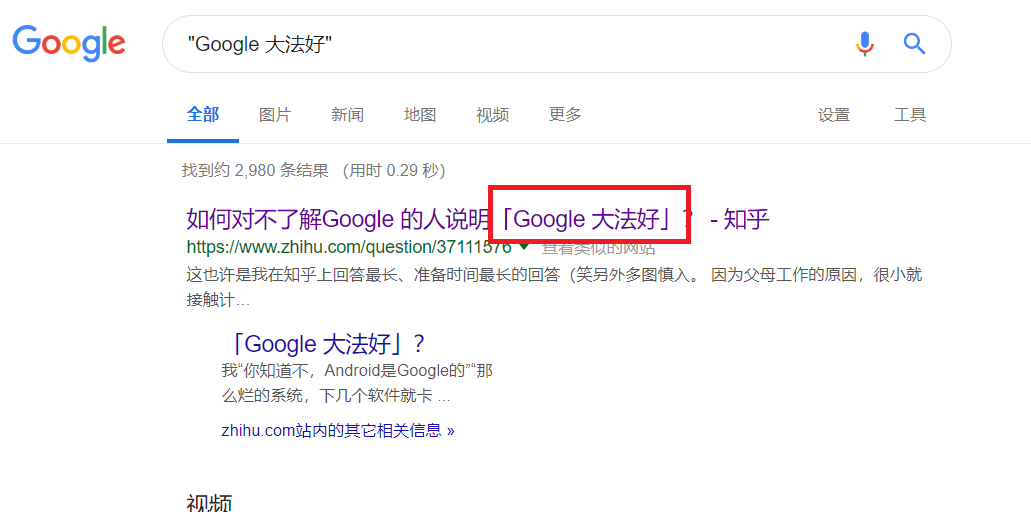 Google
"Google 大法好"
全部 图片 新闻 地图 视频 更多 设置 工具
找到约 2,980 条结果 （用时 0.29 秒）
如何对不了解Google 的人说明「Google 大法好」？ - 知乎
https://www.zhihu.com/question/37111576 查看类似的网站
这也许是我在知乎上回答最长、准备时间最长的回答（笑另外多图慎入。 因为父母工作的原因，很小就
接触计...
「Google 大法好」？
我“你知道不，Android是Google的”“那
么烂的系统，下几个软件就卡 ...
zhihu.com站内的其它相关信息 »
视频